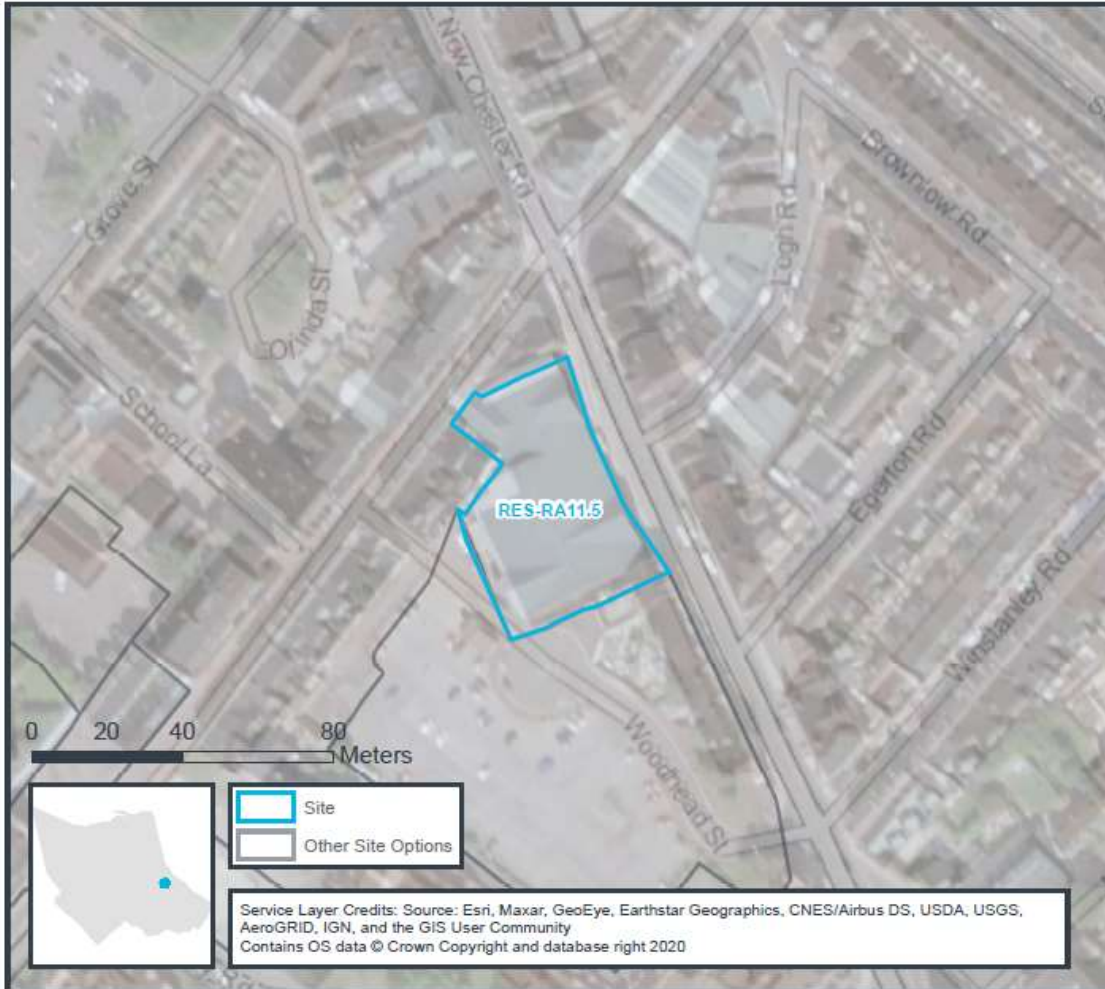 New Chester Rd
Grove St
Brownlow Rd
Logh Rd
Olinda St
School La
Egerton Rd
RES-RA11.5
Winstanley Rd
Woodhead St
0 20 40 80
Meters
Site
Other Site Options
Service Layer Credits: Source: Esri, Maxar, GeoEye, Earthstar Geographics, CNES/Airbus DS, USDA, USGS,
AeroGRID, IGN, and the GIS User Community
Contains OS data © Crown Copyright and database right 2020